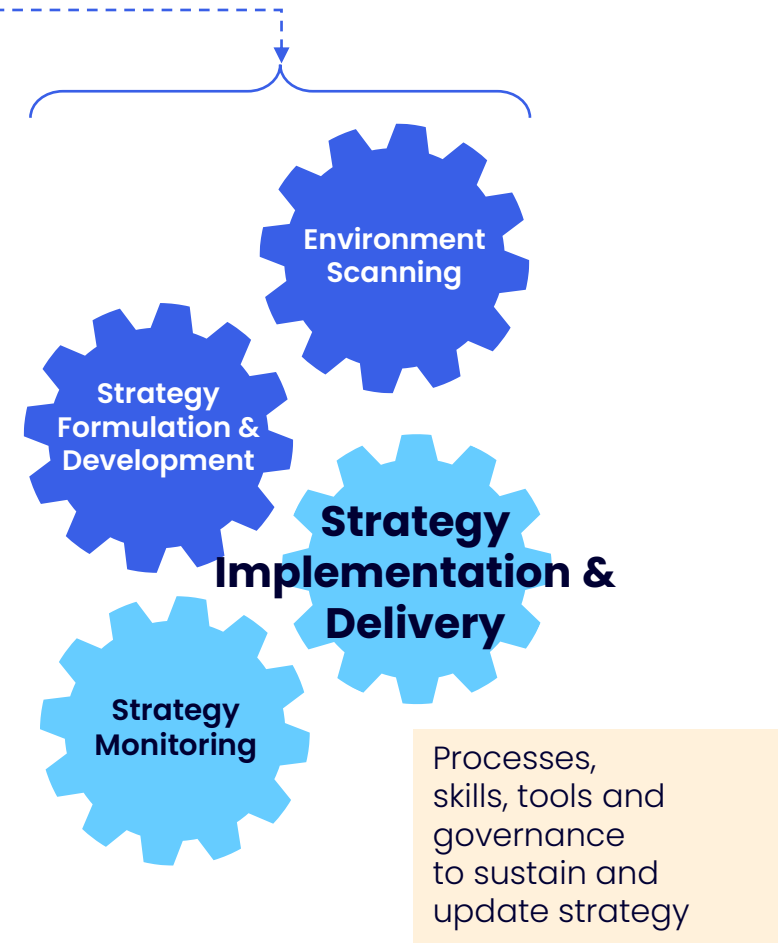 Environment
Scanning
Strategy
Formulation &
Development
Strategy
Implementation &
Delivery
Strategy
Monitoring
Processes,
skills, tools and
governance
to sustain and
update strategy